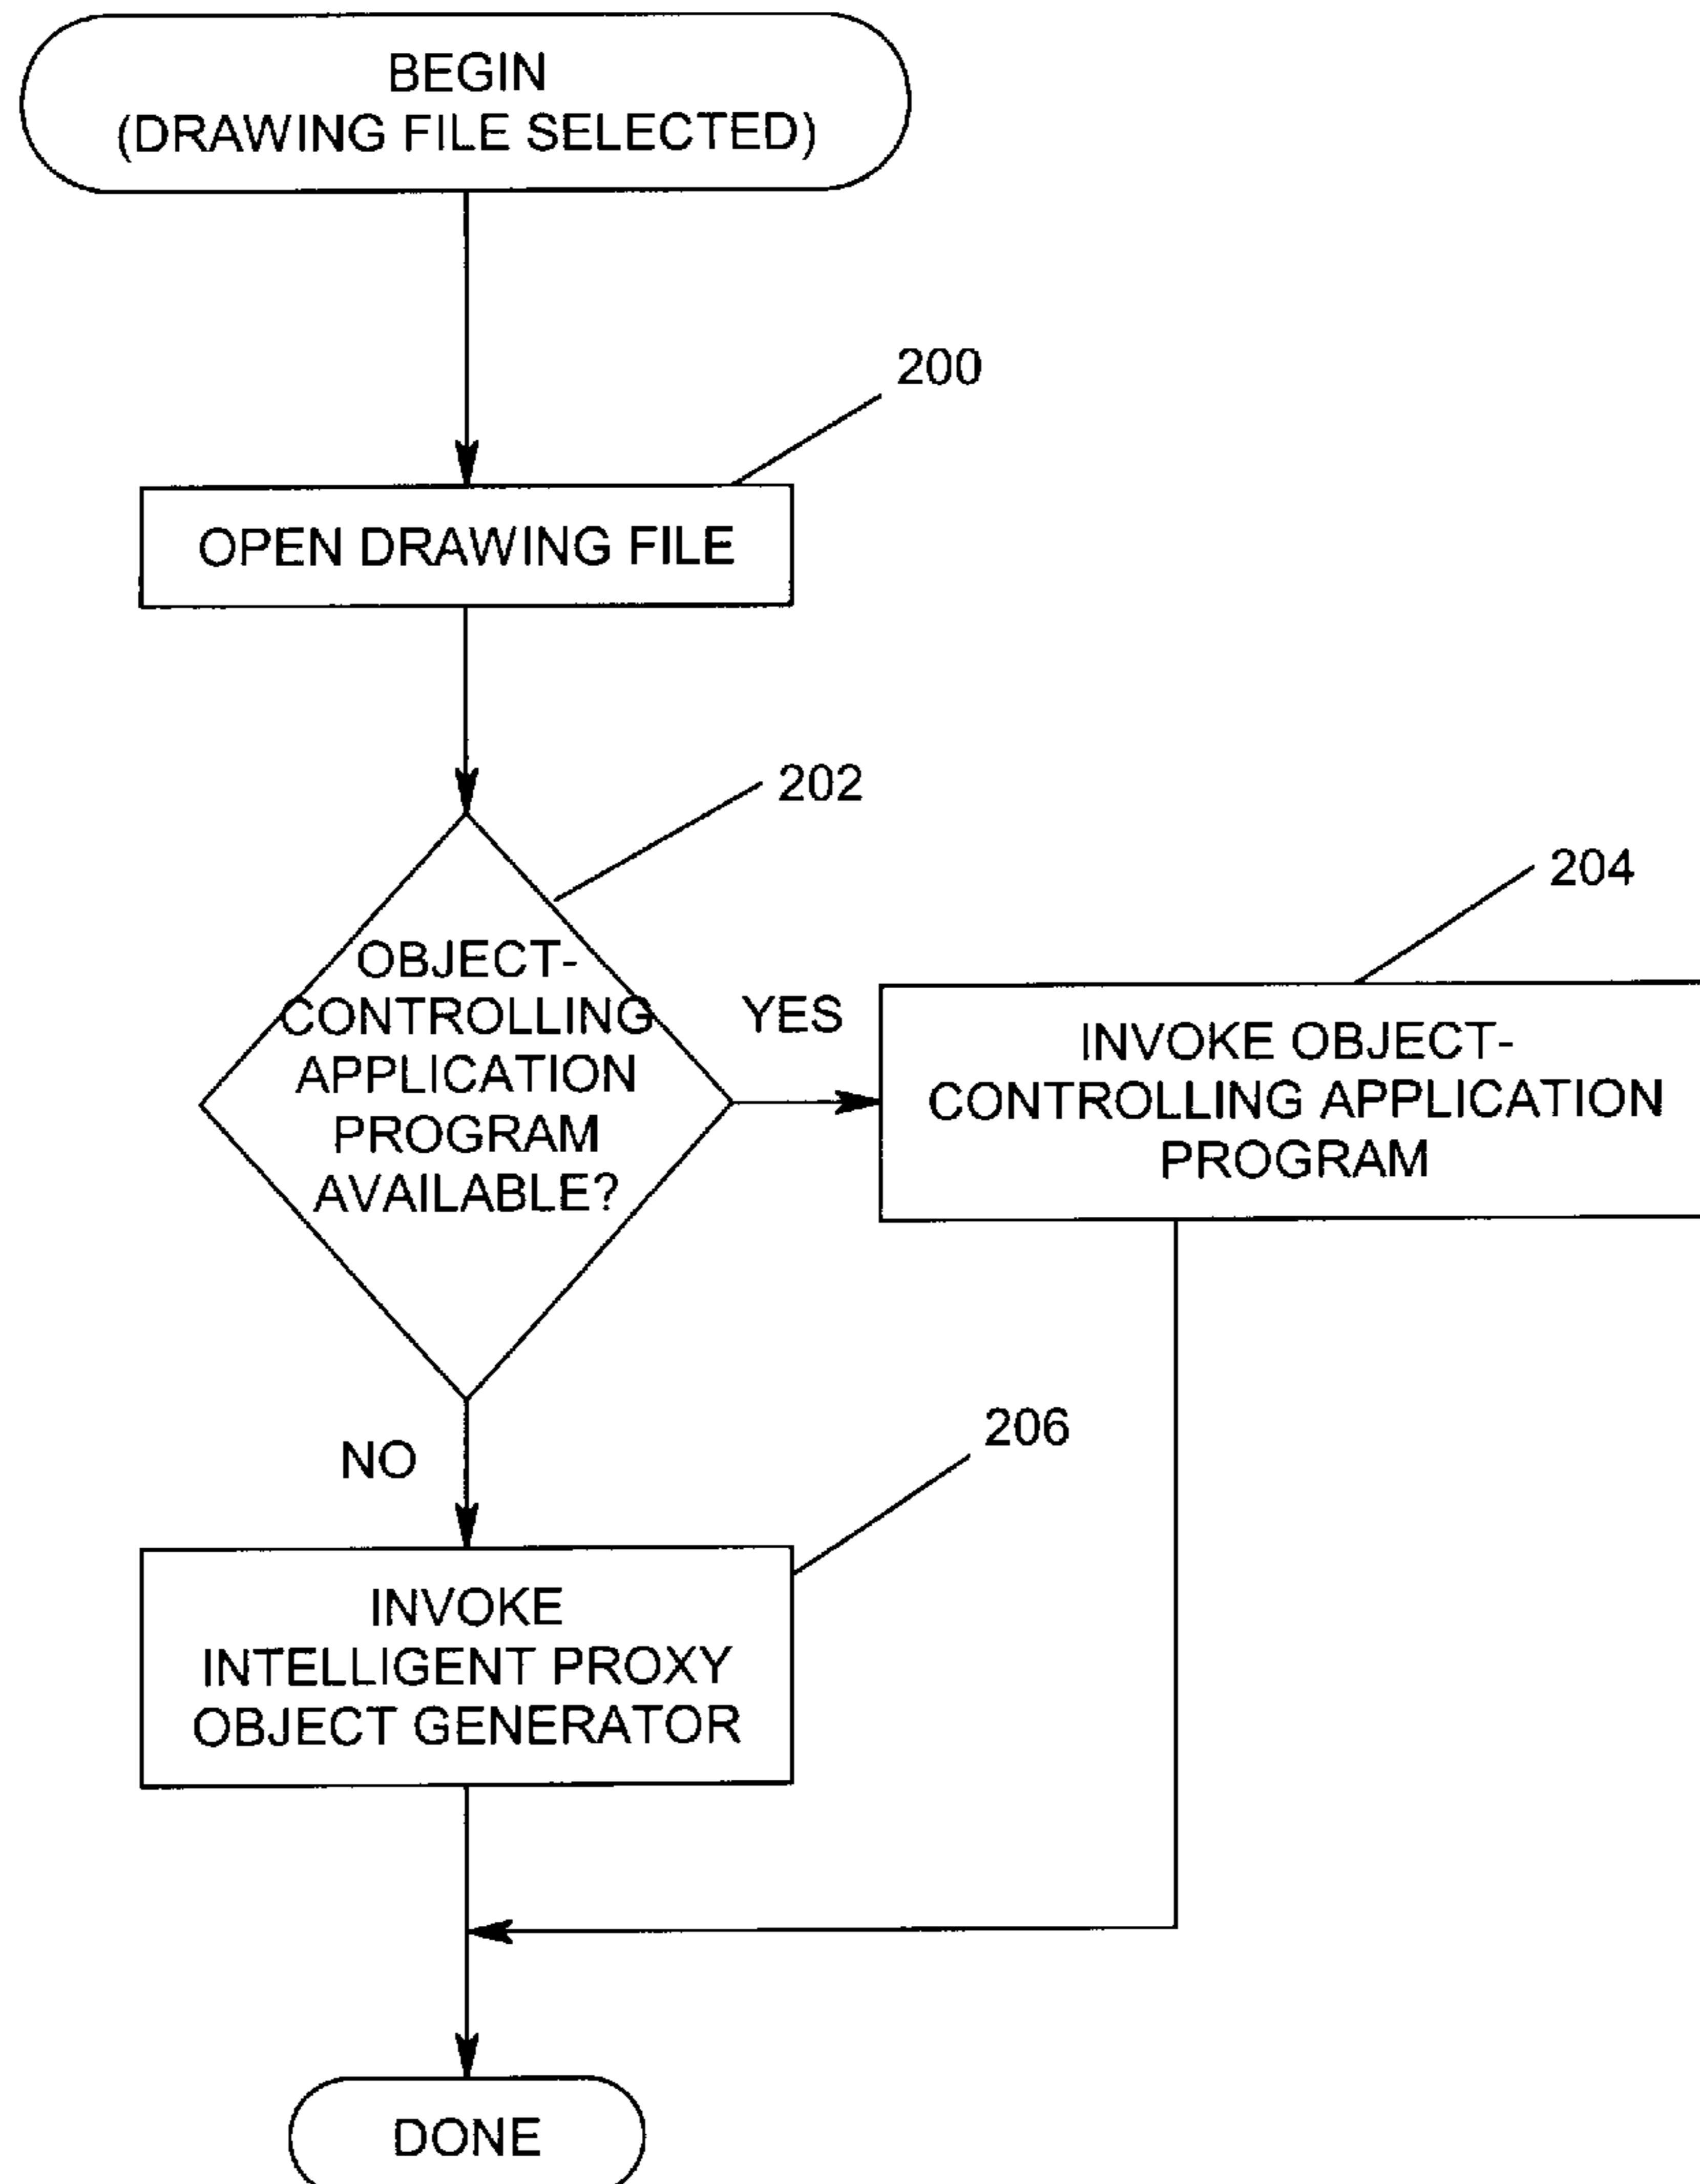 BEGIN
(DRAWING FILE SELECTED)
200
OPEN DRAWING FILE
202
OBJECT-
CONTROLLING
APPLICATION
PROGRAM
AVAILABLE?
YES
204
INVOKE OBJECT-
CONTROLLING APPLICATION
PROGRAM
NO
206
INVOKE
INTELLIGENT PROXY
OBJECT GENERATOR
DONE